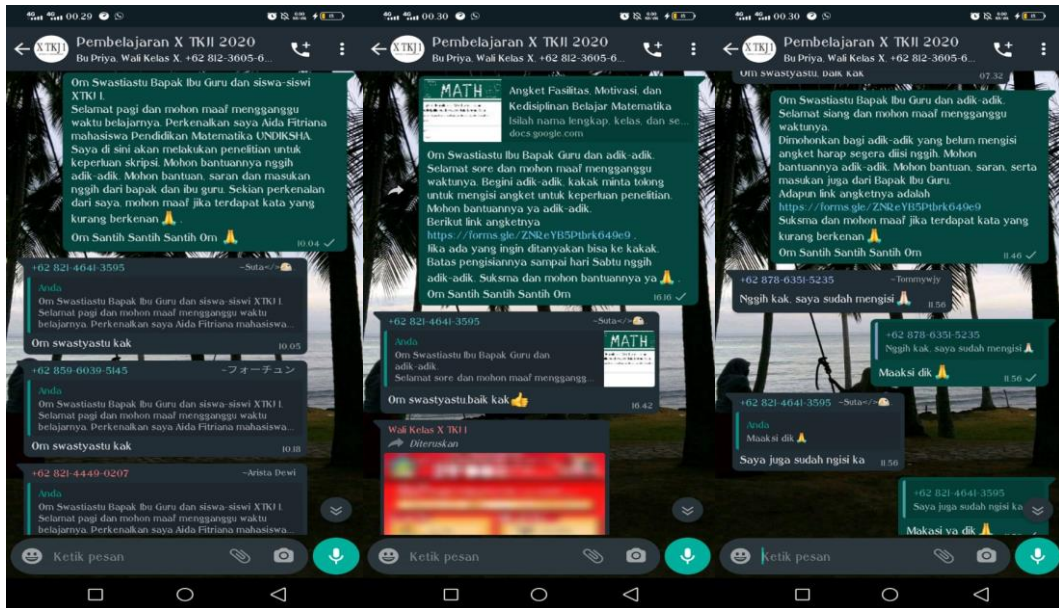 00.29
X TKJ I
Pembelajaran X TKJI 2020
Bu Priya, Wali Kelas X, +62 812-3605-6...
Om Swastiastu Bapak Ibu Guru dan siswa-siswi
XTKJ I.
Selamat pagi dan mohon maaf mengganggu
waktu belajarnya. Perkenalkan saya Aida Fitriana
mahasiswa Pendidikan Matematika UNDIKSHA.
Saya di sini akan melakukan penelitian untuk
keperluan skripsi. Mohon bantuannya nggih
adik-adik. Mohon bantuan, saran dan masukan
nggih dari bapak dan ibu guru. Sekian perkenalan
dari saya, mohon maaf jika terdapat kata yang
kurang berkenan 🙏.
Om Santih Santih Santih Om 🙏
10.04
+62 821-4641-3595 ~Suta</>
Anda
Om Swastiastu Bapak Ibu Guru dan siswa-siswi XTKJ I.
Selamat pagi dan mohon maaf mengganggu waktu
belajarnya. Perkenalkan saya Aida Fitriana mahasiswa...
Om swastyastu kak
10.05
+62 859-6039-5145 ~フォーチュン
Anda
Om Swastiastu Bapak Ibu Guru dan siswa-siswi XTKJ I.
Selamat pagi dan mohon maaf mengganggu waktu
belajarnya. Perkenalkan saya Aida Fitriana mahasiswa...
Om swastyastu kak
10.18
+62 821-4449-0207 ~Arista Dewi
Anda
Om Swastiastu Bapak Ibu Guru dan siswa-siswi XTKJ I.
Selamat pagi dan mohon maaf mengganggu waktu
belajarnya. Perkenalkan saya Aida Fitriana mahasiswa...
Ketik pesan
00.30
X TKJ I
Pembelajaran X TKJI 2020
Bu Priya, Wali Kelas X, +62 812-3605-6...
MATH
Angket Fasilitas, Motivasi, dan
Kedisiplinan Belajar Matematika
Isilah nama lengkap, kelas, dan se...
docs.google.com
Om Swastiastu Ibu Bapak Guru dan adik-adik.
Selamat sore dan mohon maaf mengganggu
waktunya. Begini adik-adik, kakak minta tolong
untuk mengisi angket untuk keperluan penelitian.
Mohon bantuannya ya adik-adik.
Berikut link angketnya
https://forms.gle/ZNReYB5Ptbrk649e9 .
Jika ada yang ingin ditanyakan bisa ke kakak.
Batas pengisiannya sampai hari Sabtu nggih
adik-adik. Suksma dan mohon bantuannya ya 🙏.
Om Santih Santih Santih Om
16.16
+62 821-4641-3595 ~Suta</>
Anda
Om Swastiastu Ibu Bapak Guru dan
adik-adik.
Selamat sore dan mohon maaf menggangg...
MATH
Om swastyastu,baik kak👍
16.42
Wali Kelas X TKJ 1
Diteruskan
Ketik pesan
00.30
X TKJ I
Pembelajaran X TKJI 2020
Bu Priya, Wali Kelas X, +62 812-3605-6...
Om swastyastu, baik kak
07.32
Om Swastiastu Bapak Ibu Guru dan adik-adik.
Selamat siang dan mohon maaf mengganggu
waktunya.
Dimohonkan bagi adik-adik yang belum mengisi
angket harap segera diisi nggih. Mohon
bantuannya adik-adik. Mohon bantuan, saran, serta
masukan juga dari Bapak Ibu Guru.
Adapur link angketnya adalah
https://forms.gle/ZNReYB5Ptbrk649e9
Suksma dan mohon maaf jika terdapat kata yang
kurang berkenan 🙏.
Om Santih Santih Santih Om
11.46
+62 878-6351-5235 ~Tommywjy
Nggih kak, saya sudah mengisi🙏
11.56
+62 878-6351-5235
Nggih kak, saya sudah mengisi🙏
Maaksi dik 🙏
11.56
+62 821-4641-3595 ~Suta</>
Anda
Maaksi dik 🙏
Saya juga sudah ngisi ka
11.56
+62 821-4641-3595
Saya juga sudah ngisi ka
Makasi ya dik 🙏
Ketik pesan